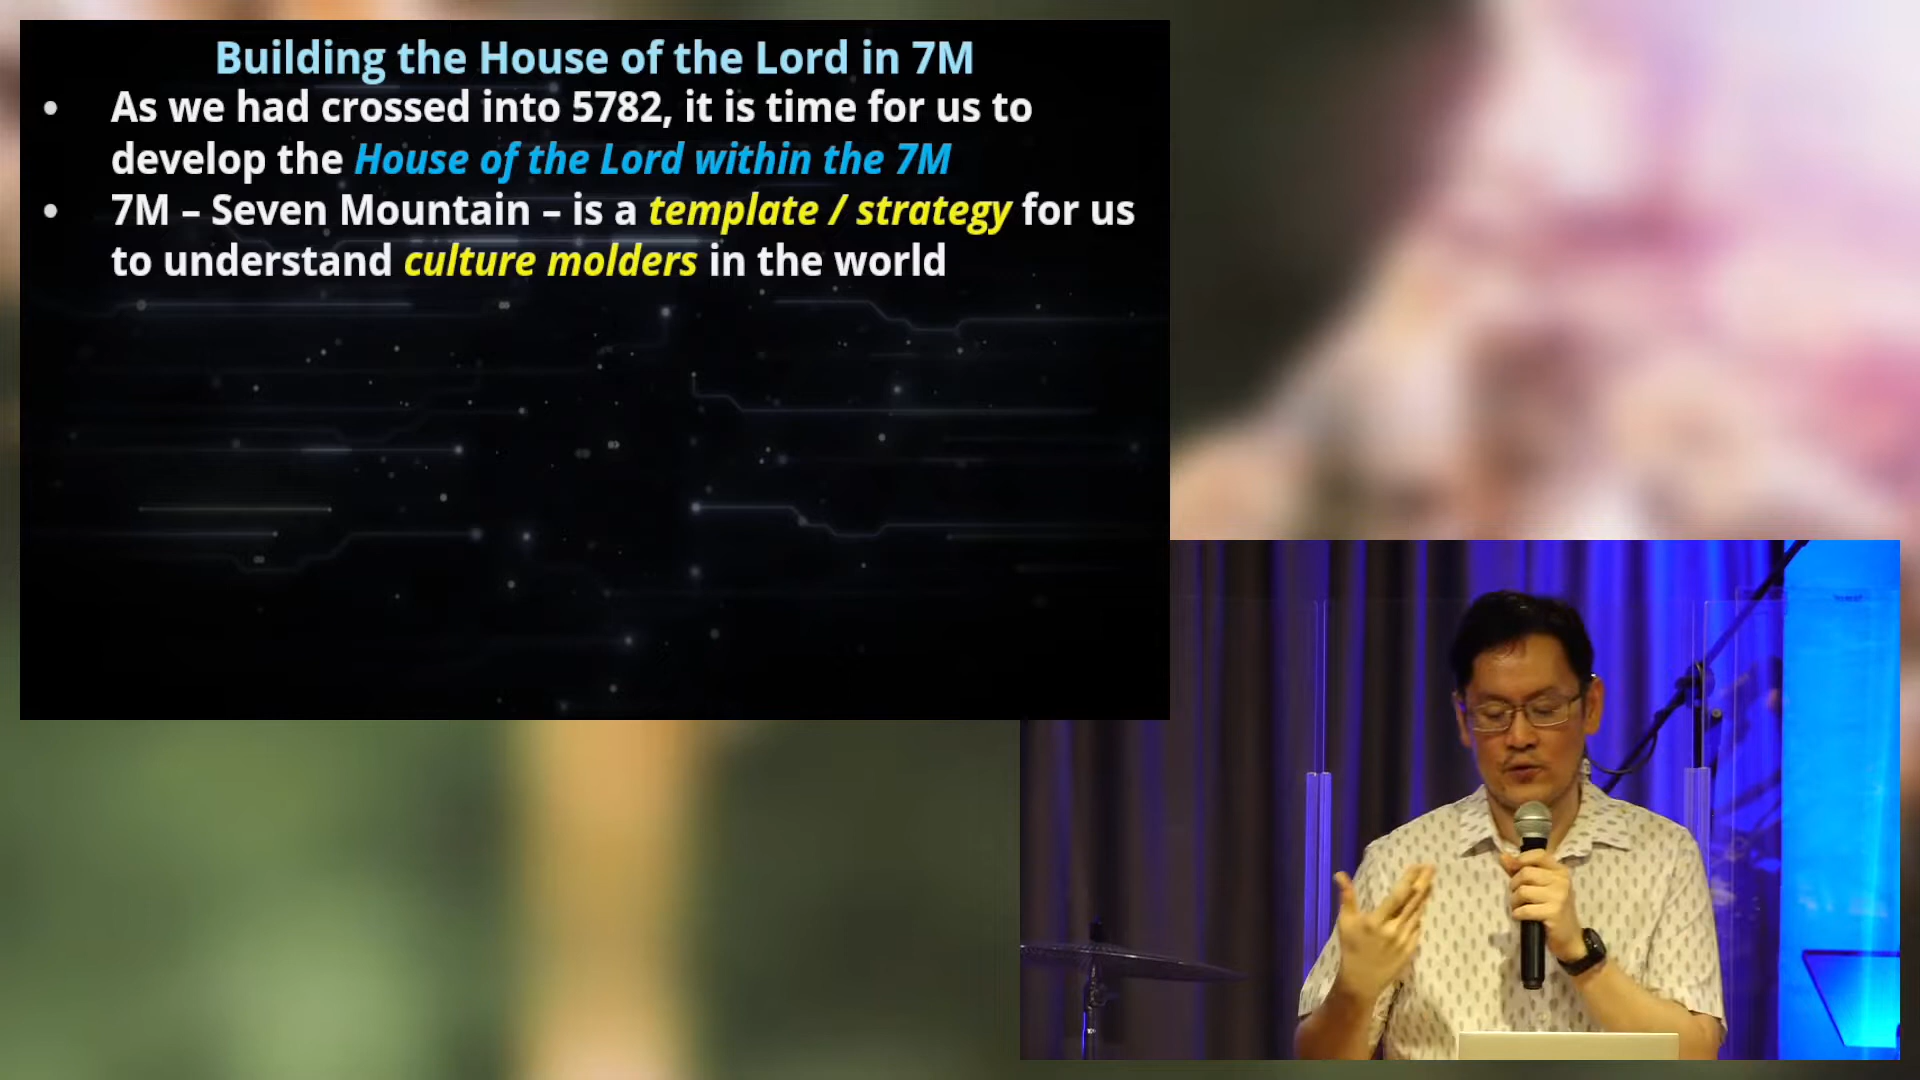 Building the House of the Lord in 7M
• As we had crossed into 5782, it is time for us to
develop the House of the Lord within the 7M
• 7M – Seven Mountain – is a template / strategy for us
to understand culture molders in the world